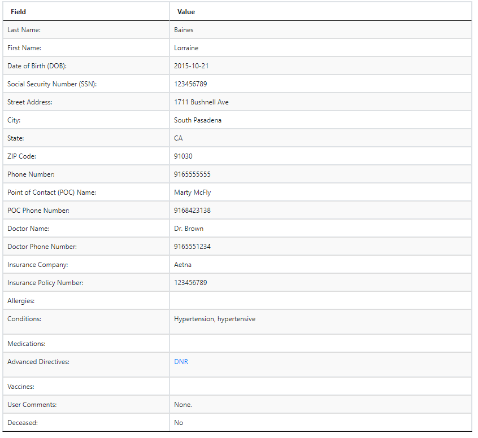 Field Value
Last Name: Baines
First Name: Lorraine
Date of Birth (DOB): 2015-10-21
Social Security Number (SSN): 123456789
Street Address: 1711 Bushnell Ave
City: South Pasadena
State: CA
ZIP Code: 91030
Phone Number: 9165555555
Point of Contact (POC) Name: Marty McFly
POC Phone Number: 9168423138
Doctor Name: Dr. Brown
Doctor Phone Number: 9165551234
Insurance Company: Aetna
Insurance Policy Number: 123456789
Allergies:
Conditions: Hypertension, hypertensive
Medications:
Advanced Directives: DNR
Vaccines:
User Comments: None.
Deceased: No